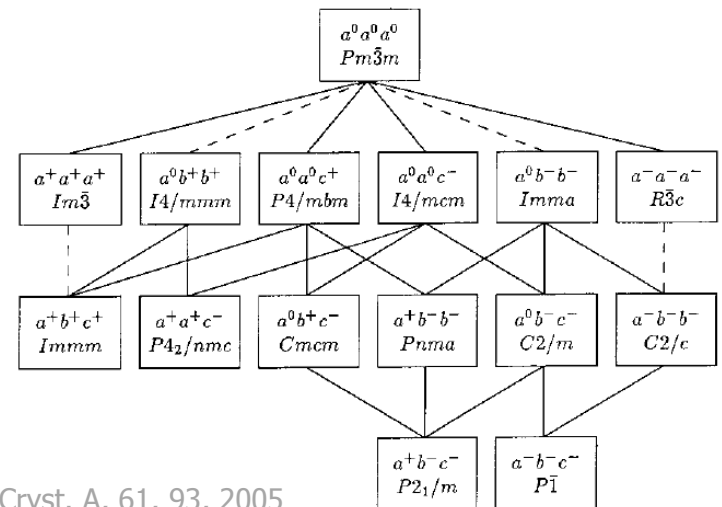 a⁰a⁰a⁰
Pm3̄m
a⁺a⁺a⁺
Im3̄
a⁰b⁺b⁺
I4/mmm
a⁰a⁰c⁺
P4/mbm
a⁰a⁰c⁻
I4/mcm
a⁰b⁻b⁻
Imma
a⁻a⁻a⁻
R3̄c
a⁺b⁺c⁺
Immm
a⁺a⁺c⁻
P4₂/nmc
a⁰b⁺c⁻
Cmcm
a⁺b⁻b⁻
Pnma
a⁰b⁻c⁻
C2/m
a⁻b⁻b⁻
C2/c
a⁺b⁻c⁻
P2₁/m
a⁻b⁻c⁻
P1̄
Cryst. A, 61, 93, 2005